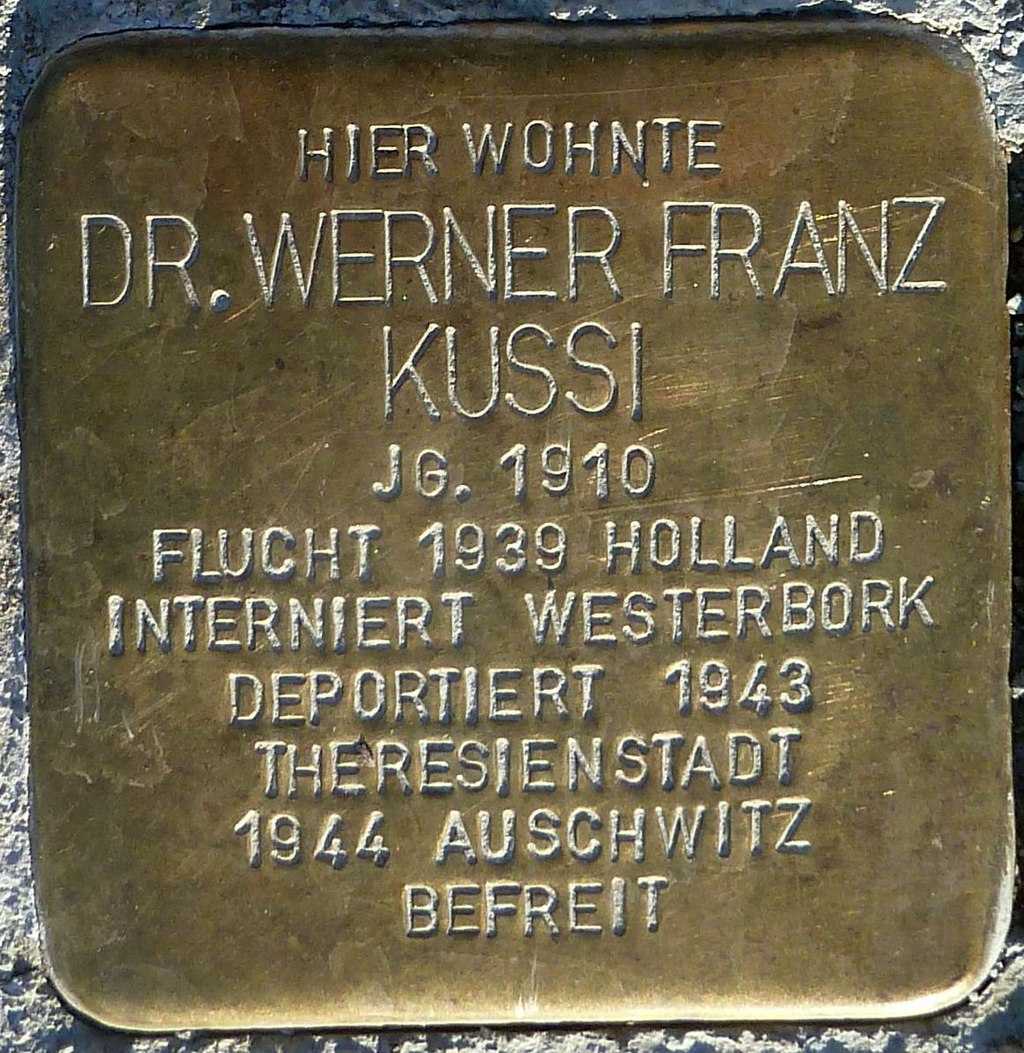 HIER WOHNTE
DR. WERNER FRANZ
KUSSI
JG. 1910
FLUCHT 1939 HOLLAND
INTERNIERT WESTERBORK
DEPORTIERT 1943
THERESIENSTADT
1944 AUSCHWITZ
BEFREIT